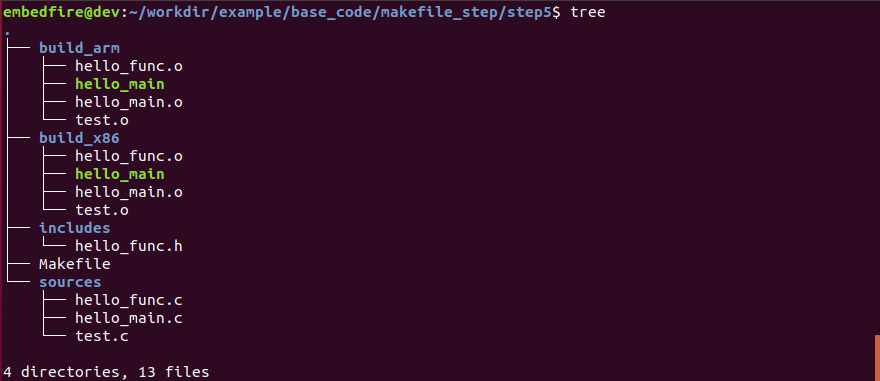 embedfire@dev:~/workdir/example/base_code/makefile_step/step5$ tree
.
├── build_arm
│   ├── hello_func.o
│   ├── hello_main
│   ├── hello_main.o
│   └── test.o
├── build_x86
│   ├── hello_func.o
│   ├── hello_main
│   ├── hello_main.o
│   └── test.o
├── includes
│   └── hello_func.h
├── Makefile
└── sources
    ├── hello_func.c
    ├── hello_main.c
    └── test.c
4 directories, 13 files